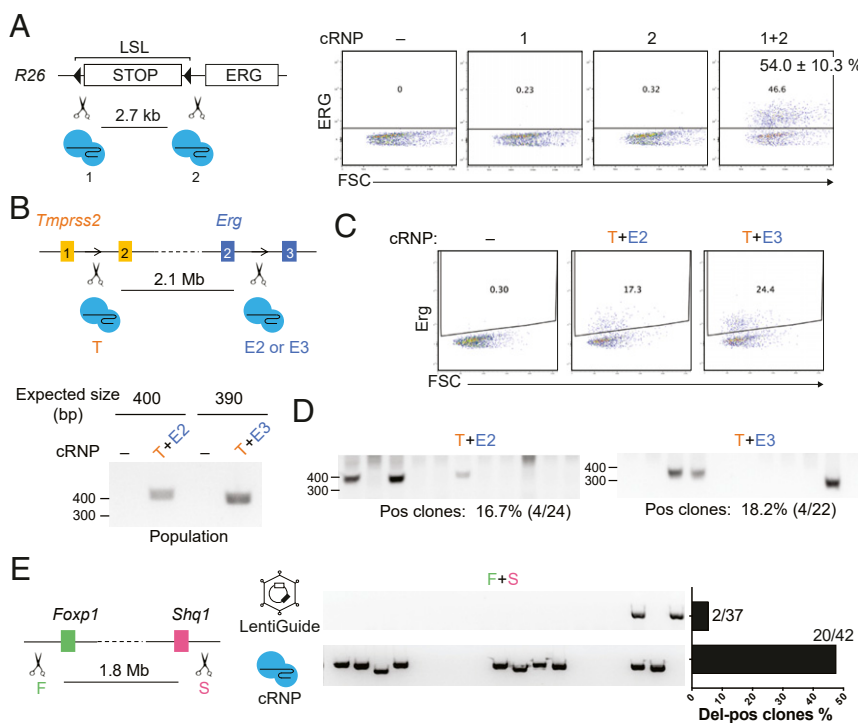 A
LSL
R26
STOP
ERG
2.7 kb
1
2
cRNP
–
1
2
1+2
54.0 ± 10.3 %
ERG
0
0.23
0.32
46.6
FSC
B
Tmprss2
Erg
1
2
2
3
2.1 Mb
T
E2 or E3
Expected size (bp)
400
390
cRNP
–
T+E2
–
T+E3
400
300
Population
C
cRNP:
–
T+E2
T+E3
Erg
0.30
17.3
24.4
FSC
D
T+E2
T+E3
400
300
400
300
Pos clones: 16.7% (4/24)
Pos clones: 18.2% (4/22)
E
Foxp1
Shq1
1.8 Mb
F
S
F+S
LentiGuide
cRNP
2/37
20/42
0
10
20
30
40
50
Del-pos clones %